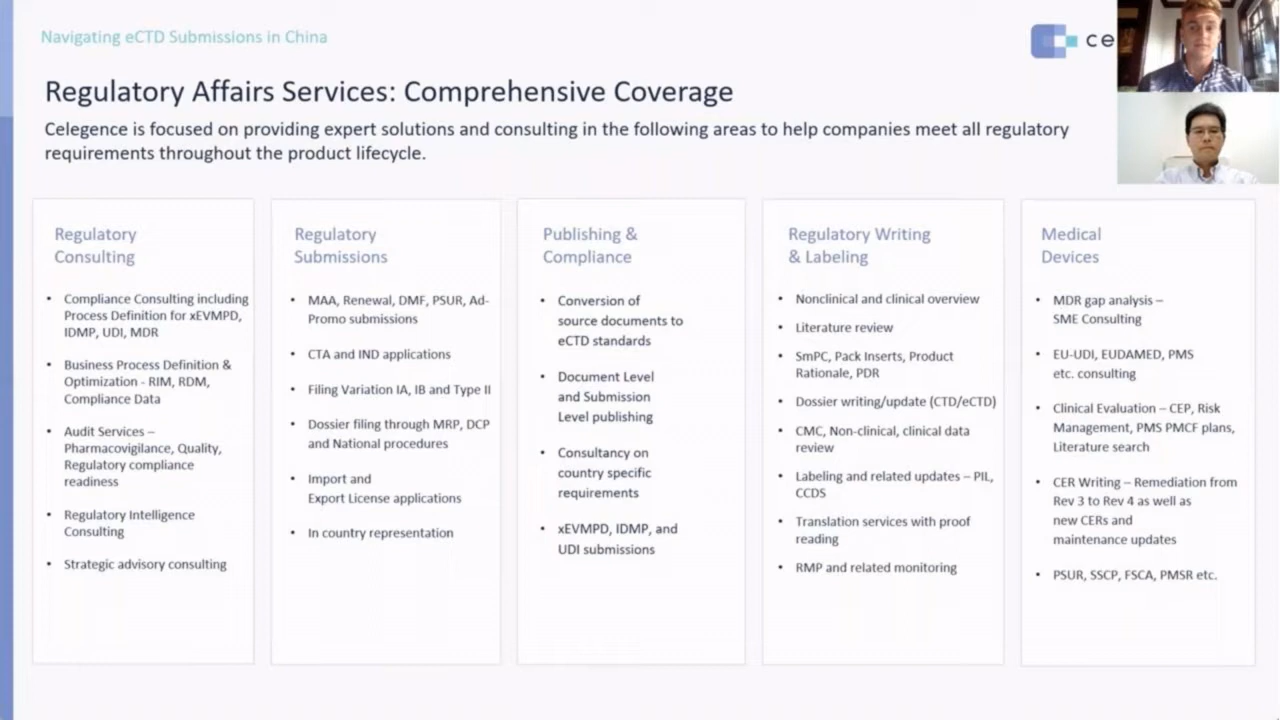 Navigating eCTD Submissions in China
ce
Regulatory Affairs Services: Comprehensive Coverage
Celegence is focused on providing expert solutions and consulting in the following areas to help companies meet all regulatory
requirements throughout the product lifecycle.
Regulatory
Consulting
• Compliance Consulting including
Process Definition for xEVMPD,
IDMP, UDI, MDR
• Business Process Definition &
Optimization - RIM, RDM,
Compliance Data
• Audit Services –
Pharmacovigilance, Quality,
Regulatory compliance
readiness
• Regulatory Intelligence
Consulting
• Strategic advisory consulting
Regulatory
Submissions
• MAA, Renewal, DMF, PSUR, Ad-
Promo submissions
• CTA and IND applications
• Filing Variation IA, IB and Type II
• Dossier filing through MRP, DCP
and National procedures
• Import and
Export License applications
• In country representation
Publishing &
Compliance
• Conversion of
source documents to
eCTD standards
• Document Level
and Submission
Level publishing
• Consultancy on
country specific
requirements
• xEVMPD, IDMP, and
UDI submissions
Regulatory Writing
& Labeling
• Nonclinical and clinical overview
• Literature review
• SmPC, Pack Inserts, Product
Rationale, PDR
• Dossier writing/update (CTD/eCTD)
• CMC, Non-clinical, clinical data
review
• Labeling and related updates – PIL,
CCDS
• Translation services with proof
reading
• RMP and related monitoring
Medical
Devices
• MDR gap analysis –
SME Consulting
• EU-UDI, EUDAMED, PMS
etc. consulting
• Clinical Evaluation – CEP, Risk
Management, PMS PMCF plans,
Literature search
• CER Writing – Remediation from
Rev 3 to Rev 4 as well as
new CERs and
maintenance updates
• PSUR, SSCP, FSCA, PMSR etc.